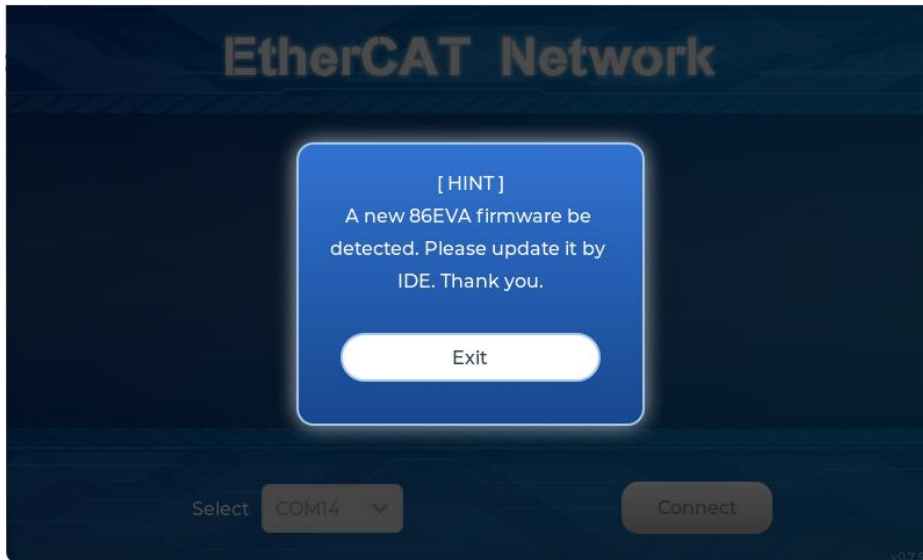 EtherCAT Network
[ HINT ]
A new 86EVA firmware be
detected. Please update it by
IDE. Thank you.
Exit
Select COM14
Connect